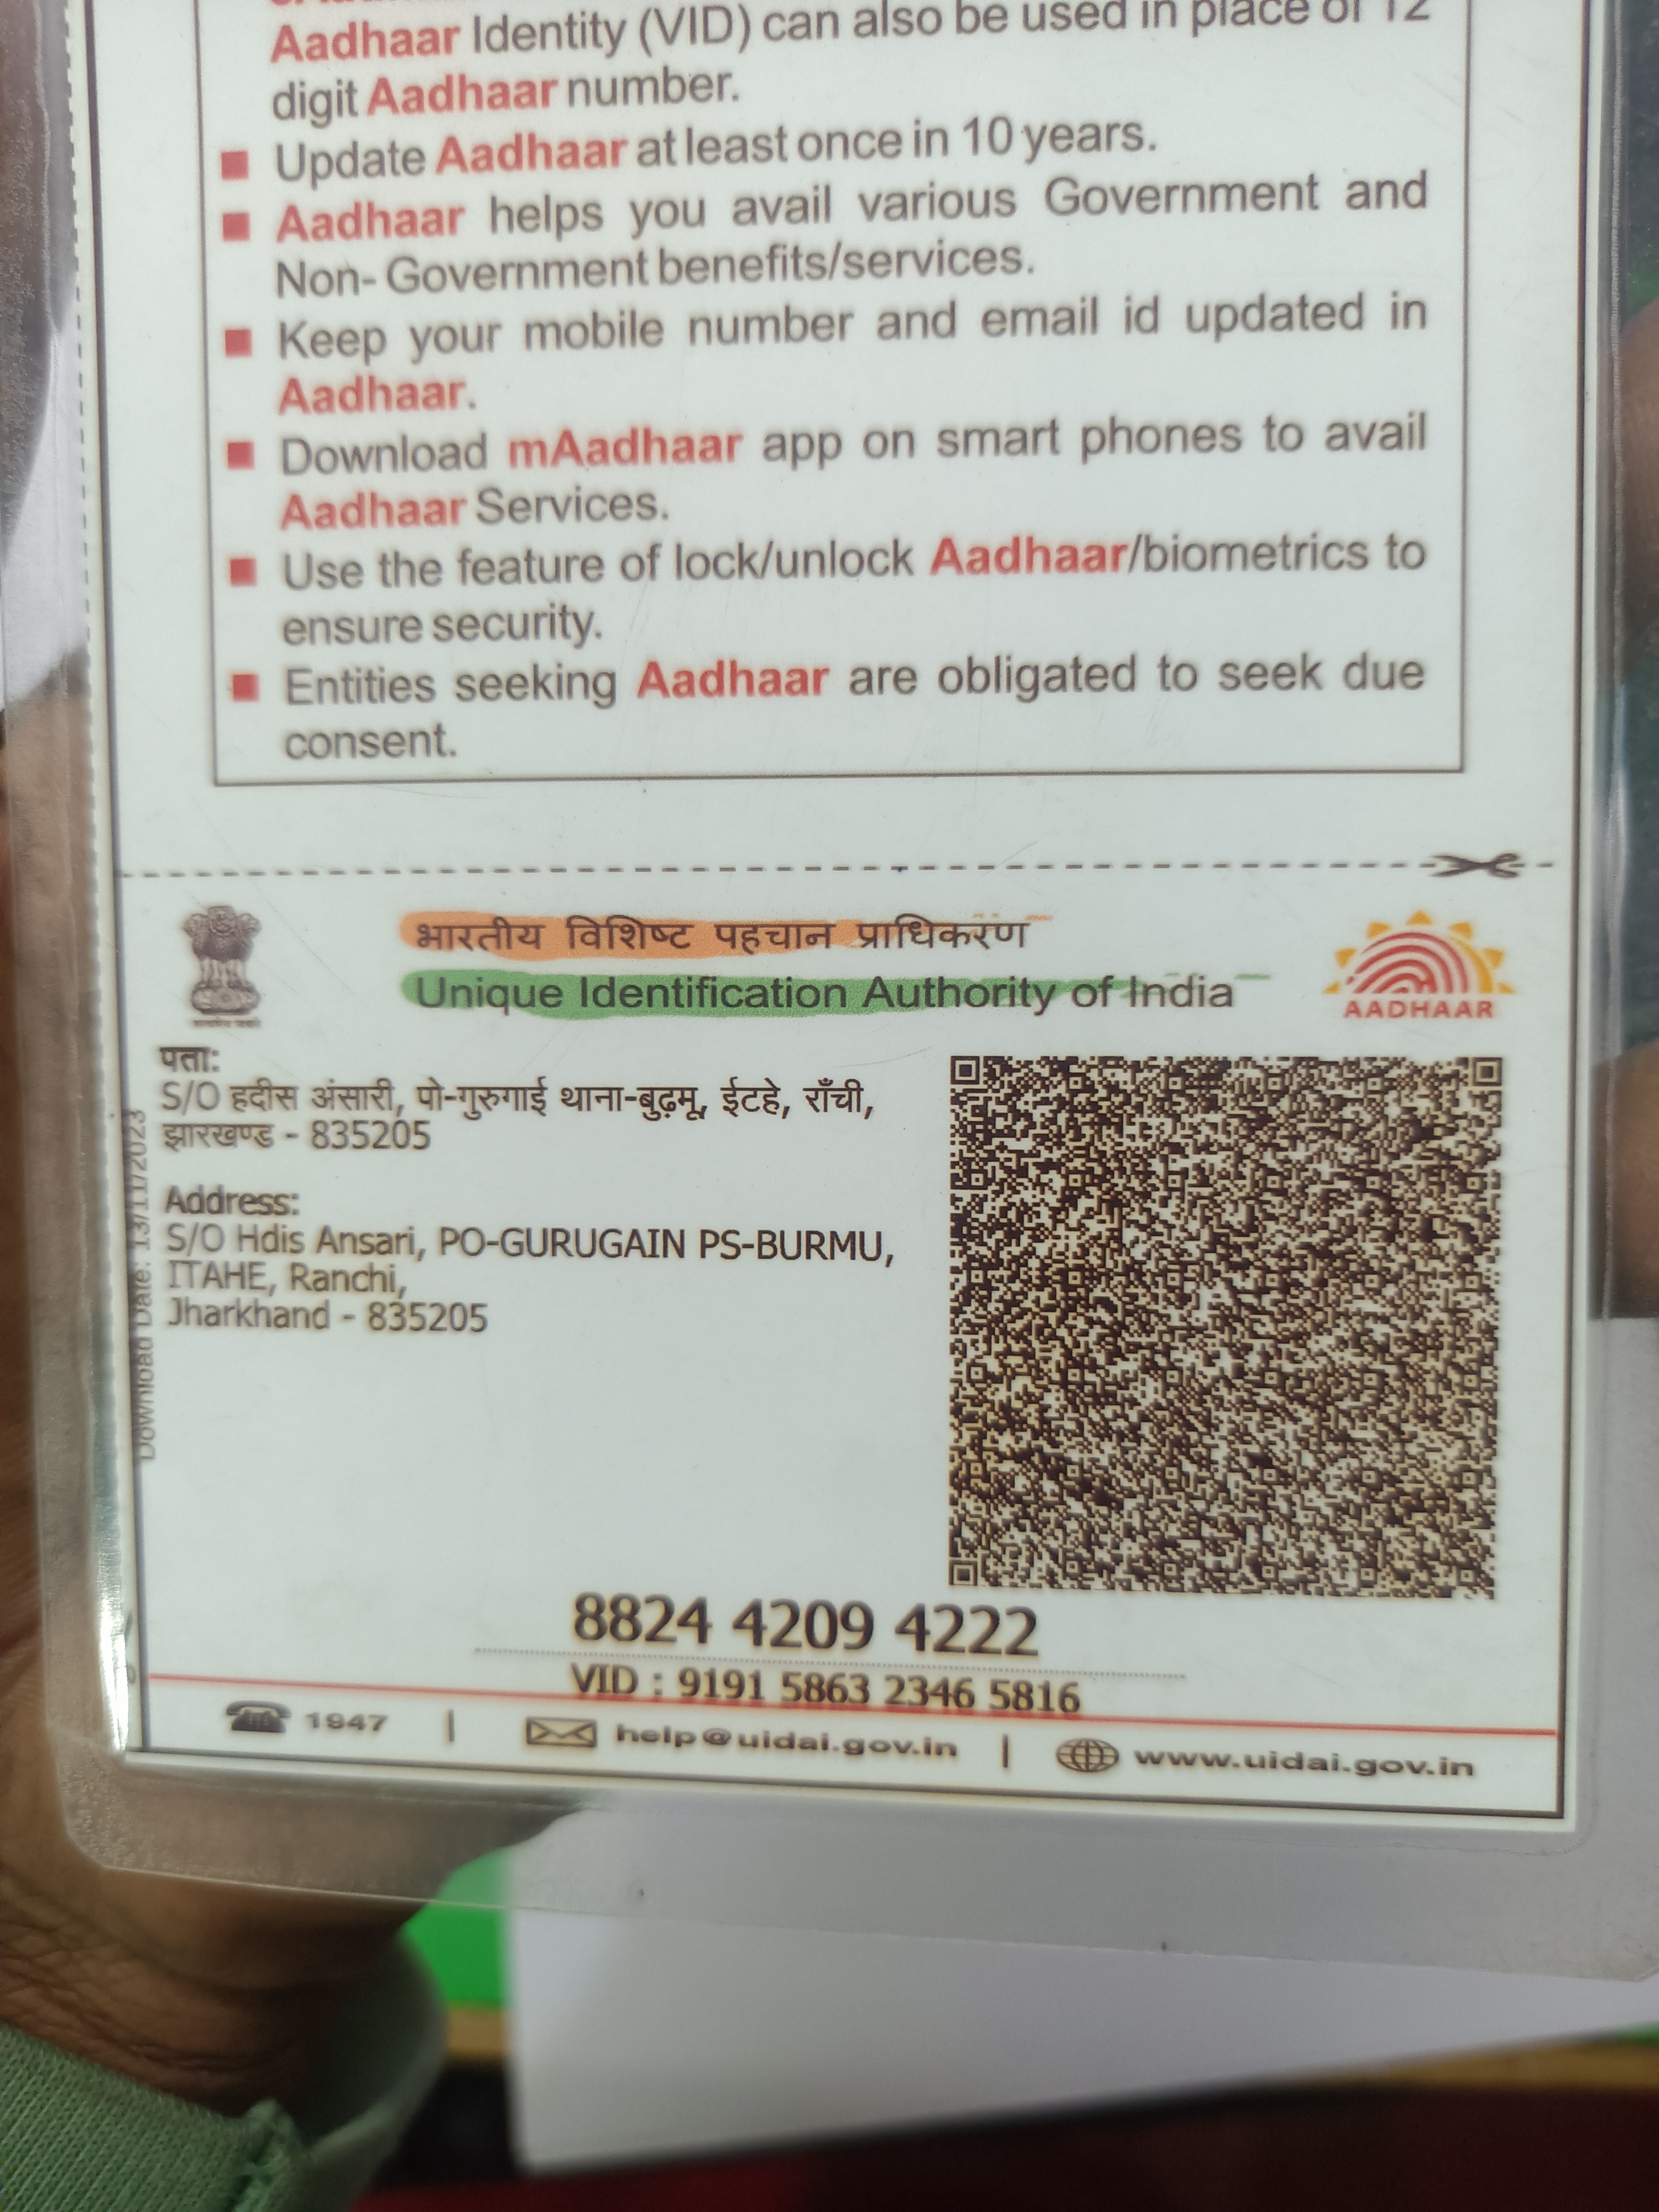 Aadhaar Identity (VID) can also be used in place of 12
digit Aadhaar number.
Update Aadhaar at least once in 10 years.
Aadhaar helps you avail various Government and
Non- Government benefits/services.
Keep your mobile number and email id updated in
Aadhaar.
Download mAadhaar app on smart phones to avail
Aadhaar Services.
Use the feature of lock/unlock Aadhaar/biometrics to
ensure security.
Entities seeking Aadhaar are obligated to seek due
consent.
भारतीय विशिष्ट पहचान प्राधिकरण
Unique Identification Authority of India
AADHAAR
पता:
S/O हदीस अंसारी, पो-गुरुगाई थाना-बुढ़मू, ईटहे, राँची,
झारखण्ड - 835205
Address:
S/O Hdis Ansari, PO-GURUGAIN PS-BURMU,
ITAHE, Ranchi,
Jharkhand - 835205
Download Date: 13/11/2023
8824 4209 4222
VID : 9191 5863 2346 5816
1947 | help@uidai.gov.in | www.uidai.gov.in